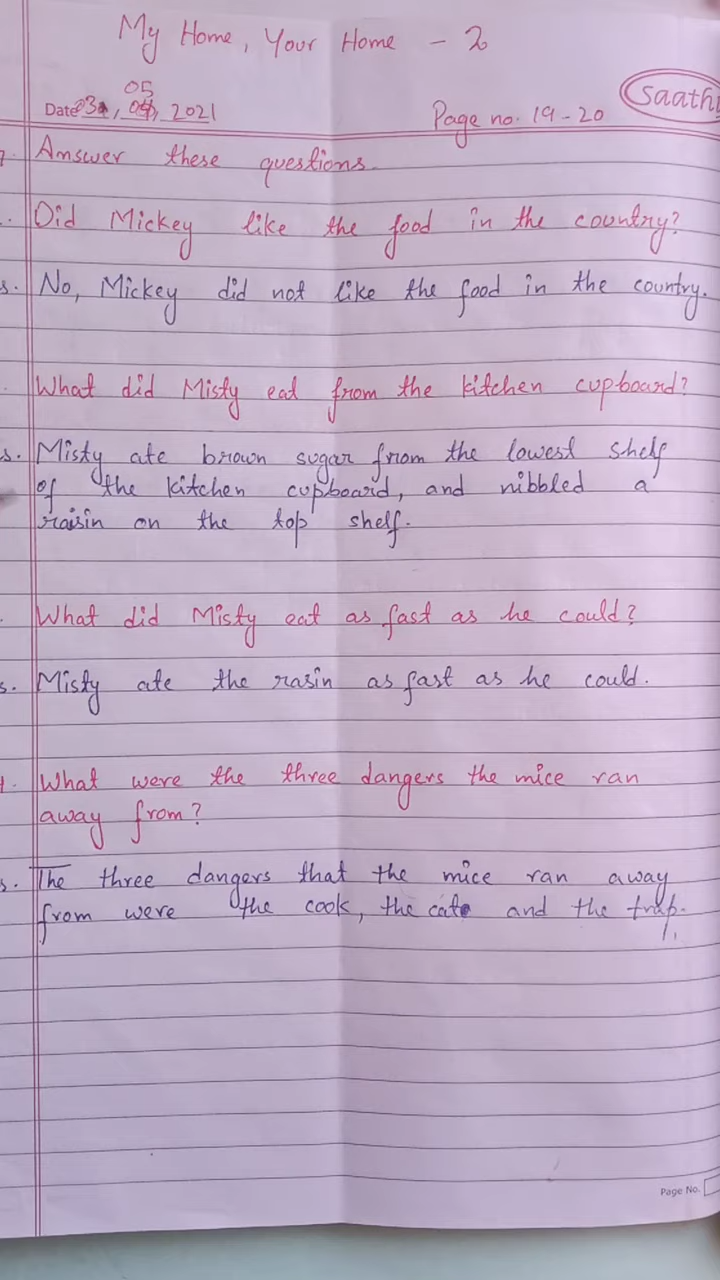 My Home, Your Home - 2
05
Date 03, 2021
Page no. 19-20
Saathi
Answer these questions.
Did Mickey like the food in the country?
s. No, Mickey did not like the food in the country.
What did Misty eat from the kitchen cupboard?
s. Misty ate brown sugar from the lowest shelf
of the kitchen cupboard, and nibbled a
raisin on the top shelf.
What did Misty eat as fast as he could?
s. Misty ate the rasin as fast as he could.
What were the three dangers the mice ran
away from?
s. The three dangers that the mice ran away
from were the cook, the cat and the trap.
Page No.